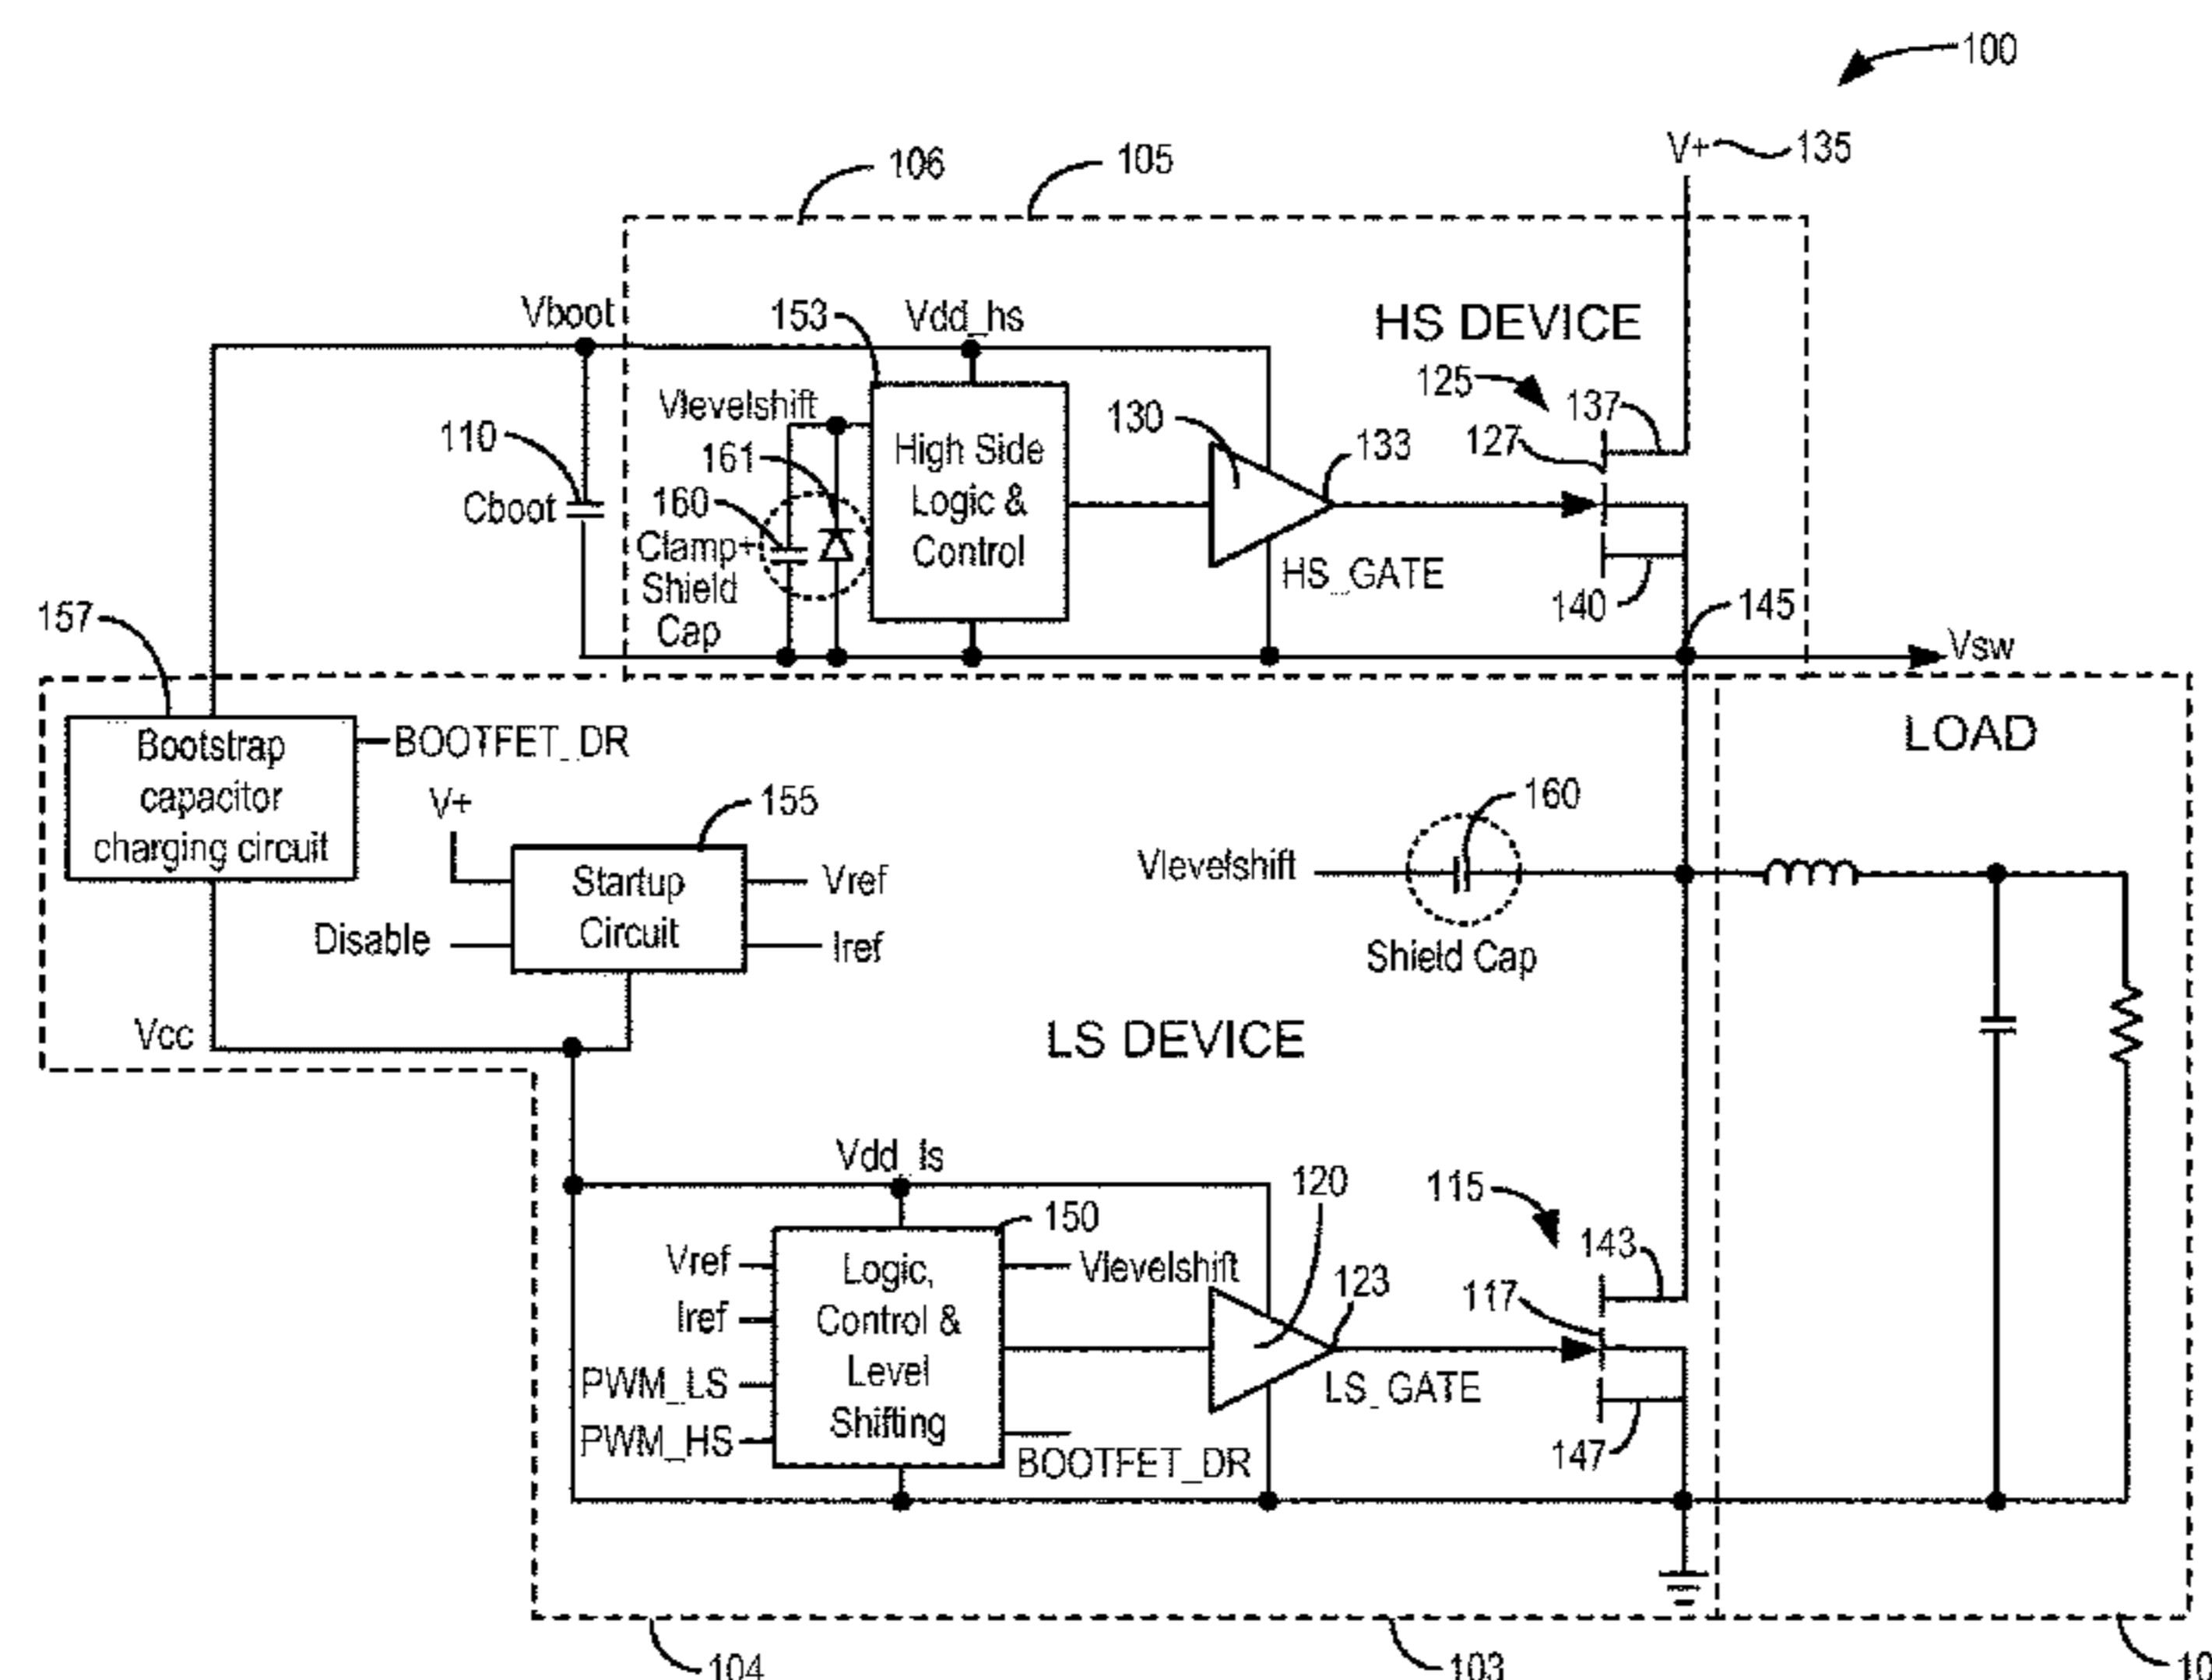 100
V+
135
106
105
Vboot
153
Vdd_hs
HS DEVICE
125
137
Vlevelshift
110
161
High Side
Logic &
Control
130
133
127
160
Cboot
Clamp+
Shield
Cap
HS_GATE
140
145
157
Vsw
LOAD
Bootstrap
capacitor
charging circuit
BOOTFET_DR
V+
155
160
Startup
Circuit
Vref
Disable
Iref
Vlevelshift
Shield Cap
Vcc
LS DEVICE
Vdd_ls
120
115
150
143
Vref
Logic,
Control &
Level
Shifting
Vlevelshift
123
117
Iref
PWM_LS
LS_GATE
PWM_HS
BOOTFET_DR
147
104
103